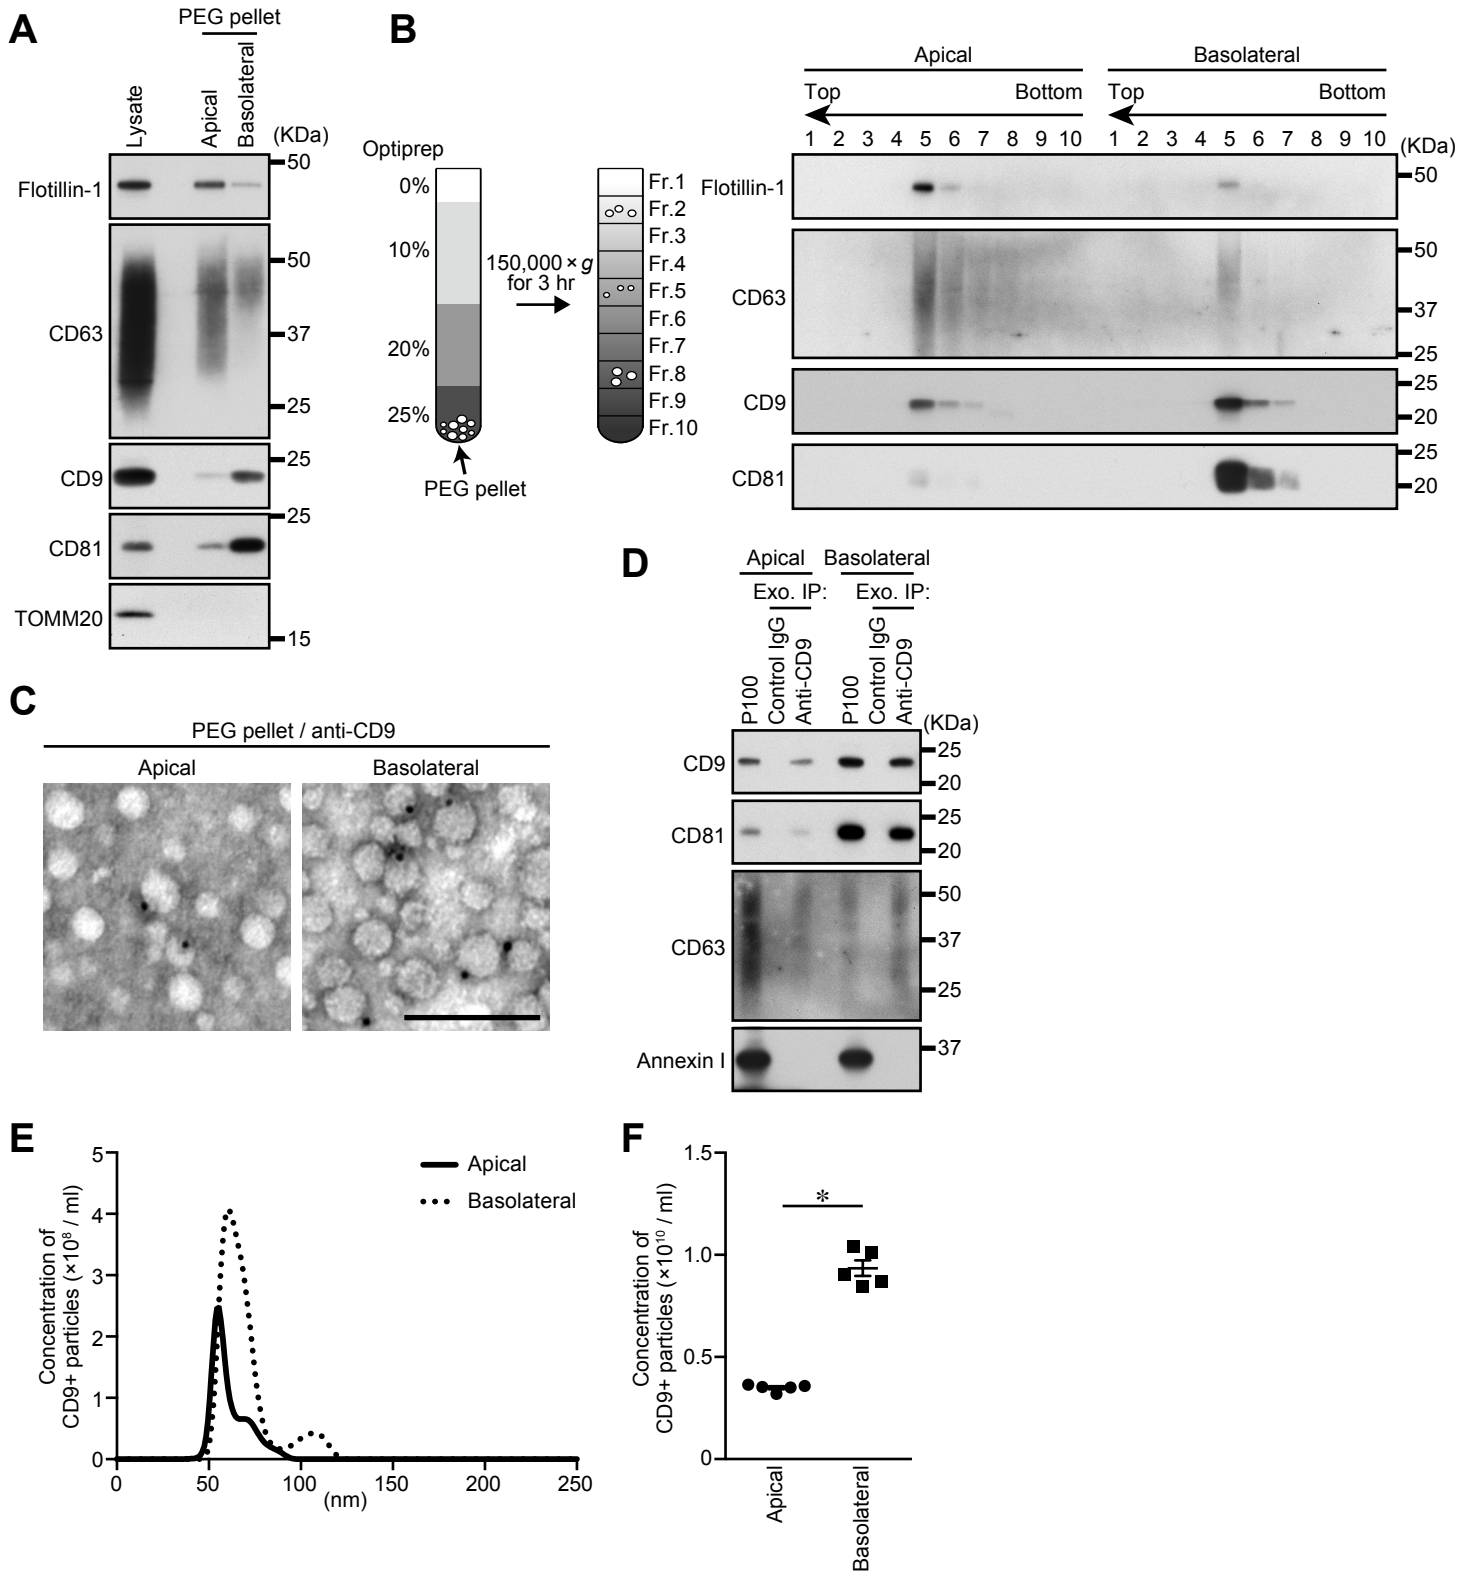 A
PEG pellet
Lysate
Apical
Basolateral
(KDa)
Flotillin-1
50
CD63
50
37
25
CD9
25
CD81
25
TOMM20
15
B
Optiprep
0%
10%
20%
25%
PEG pellet
150,000 × g
for 3 hr
Fr.1
Fr.2
Fr.3
Fr.4
Fr.5
Fr.6
Fr.7
Fr.8
Fr.9
Fr.10
Apical
Basolateral
Top
Bottom
Top
Bottom
1 2 3 4 5 6 7 8 9 10
1 2 3 4 5 6 7 8 9 10
(KDa)
Flotillin-1
50
CD63
50
37
25
CD9
25
20
CD81
25
20
C
PEG pellet / anti-CD9
Apical
Basolateral
D
Apical
Basolateral
Exo. IP:
Exo. IP:
P100
Control IgG
Anti-CD9
P100
Control IgG
Anti-CD9
(KDa)
CD9
25
20
CD81
25
20
CD63
50
37
25
Annexin I
37
E
Concentration of
CD9+ particles (×10⁸ / ml)
5
4
3
2
1
0
0 50 100 150 200 250
(nm)
Apical
Basolateral
F
Concentration of
CD9+ particles (×10¹⁰ / ml)
1.5
1.0
0.5
0
*
Apical
Basolateral